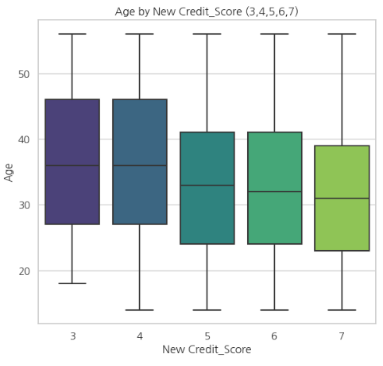 Age by New Credit_Score (3,4,5,6,7)
50
40
30
20
Age
3 4 5 6 7
New Credit_Score